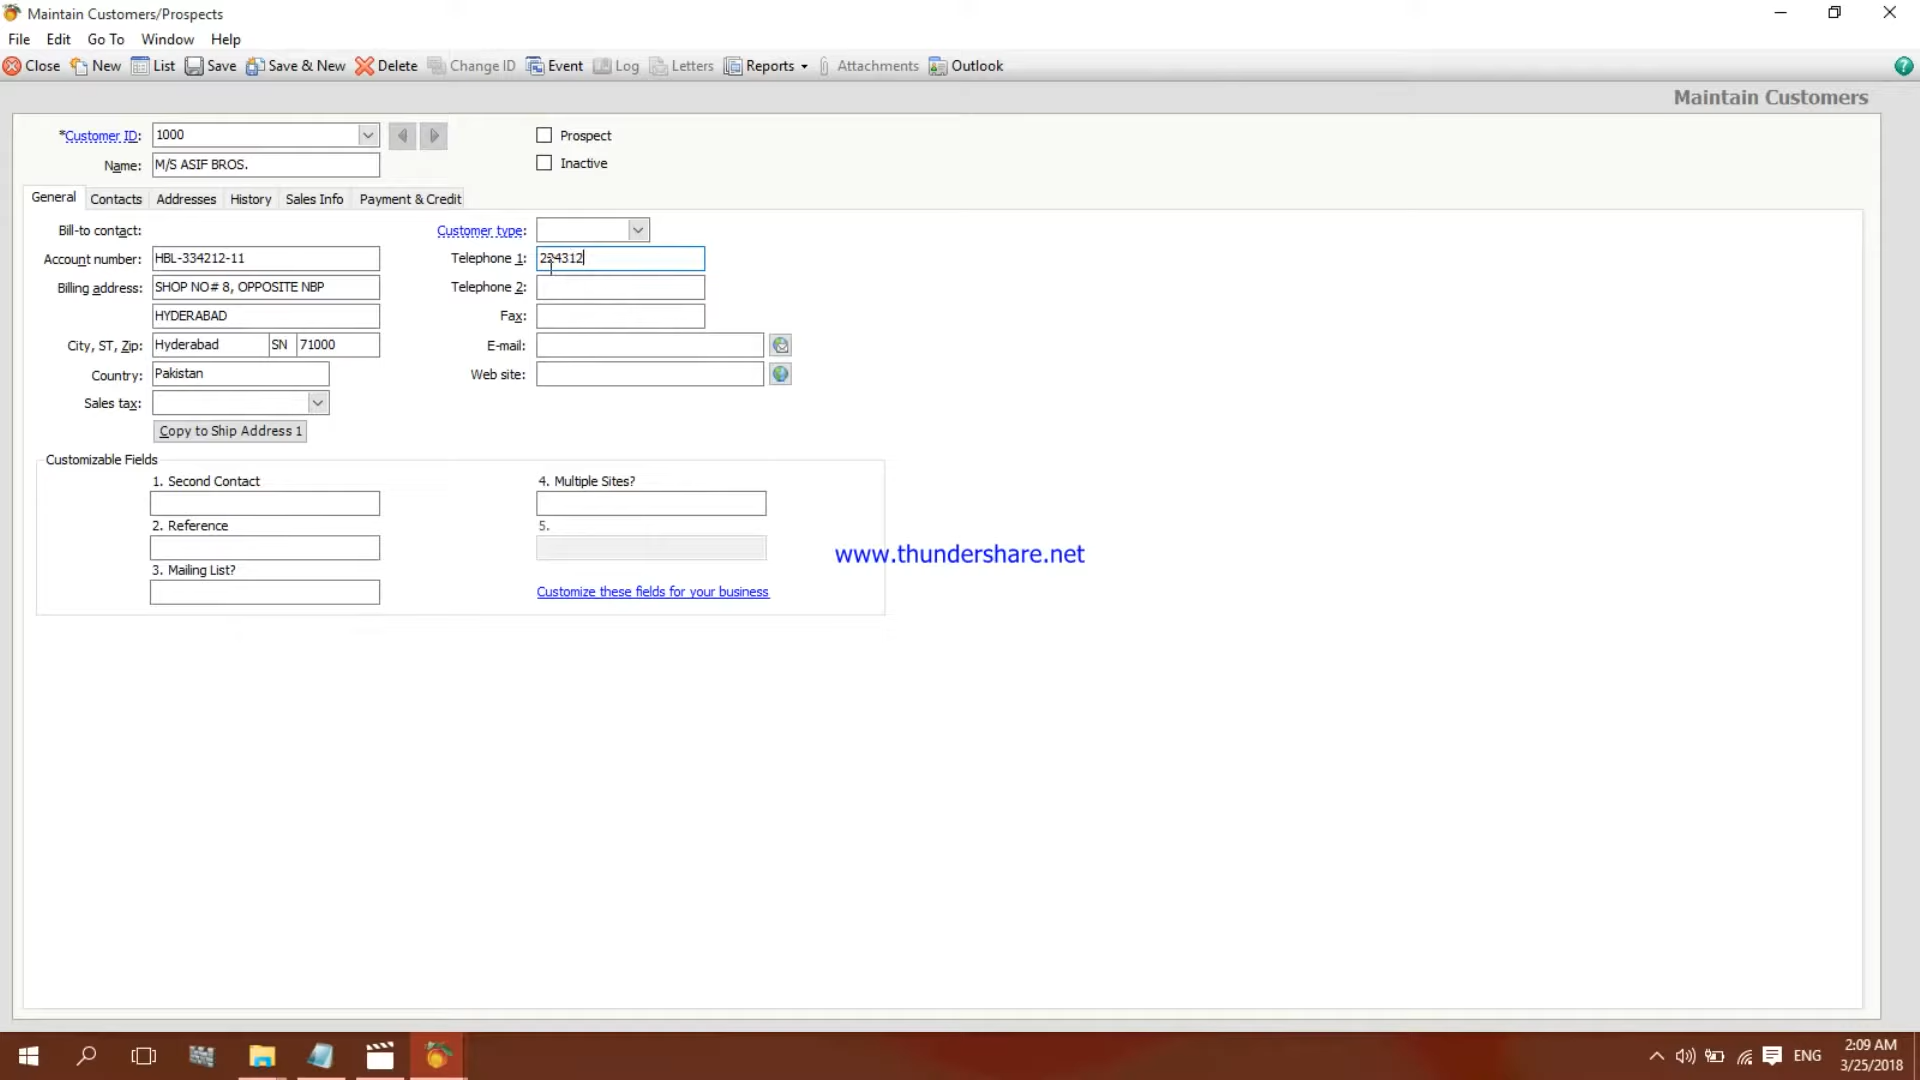 Maintain Customers/Prospects
File Edit Go To Window Help
Close New List Save Save & New Delete Change ID Event Log Letters Reports Attachments Outlook
Maintain Customers
*Customer ID: 1000 Prospect
Name: M/S ASIF BROS. Inactive
General Contacts Addresses History Sales Info Payment & Credit
Bill-to contact: Customer type:
Account number: HBL-334212-11 Telephone 1: 224312
Billing address: SHOP NO# 8, OPPOSITE NBP Telephone 2:
HYDERABAD Fax:
City, ST, Zip: Hyderabad SN 71000 E-mail:
Country: Pakistan Web site:
Sales tax:
Copy to Ship Address 1
Customizable Fields
1. Second Contact 4. Multiple Sites?
2. Reference 5.
3. Mailing List?
Customize these fields for your business
www.thundershare.net
ENG 2:09 AM
3/25/2018